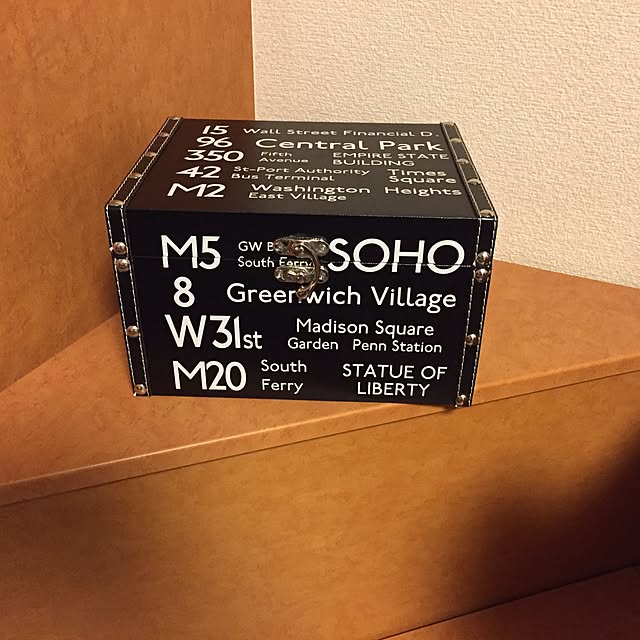 15 Wall Street Financial D.
96 Central Park
350 Fifth Avenue EMPIRE STATE BUILDING
42 St-Port Authority Bus Terminal Times Square
M2 Washington Heights
East Village
M5 GW B SOHO
South Ferry
8 Greenwich Village
W31st Madison Square
Garden Penn Station
M20 South Ferry STATUE OF LIBERTY